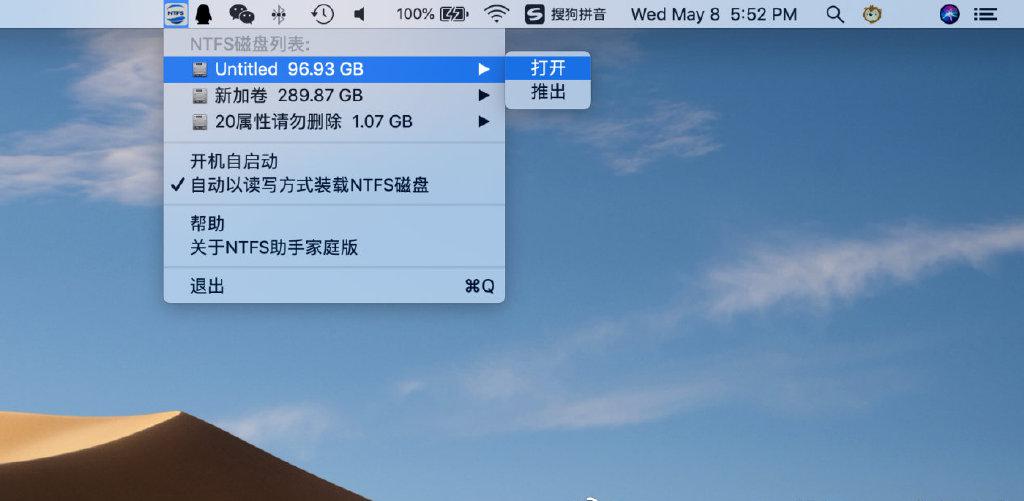 NTFS 100% 搜狗拼音 Wed May 8 5:52 PM
NTFS磁盘列表:
Untitled 96.93 GB
打开
新加卷 289.87 GB
推出
20属性请勿删除 1.07 GB
开机自启动
自动以读写方式装载NTFS磁盘
帮助
关于NTFS助手家庭版
退出 ⌘Q